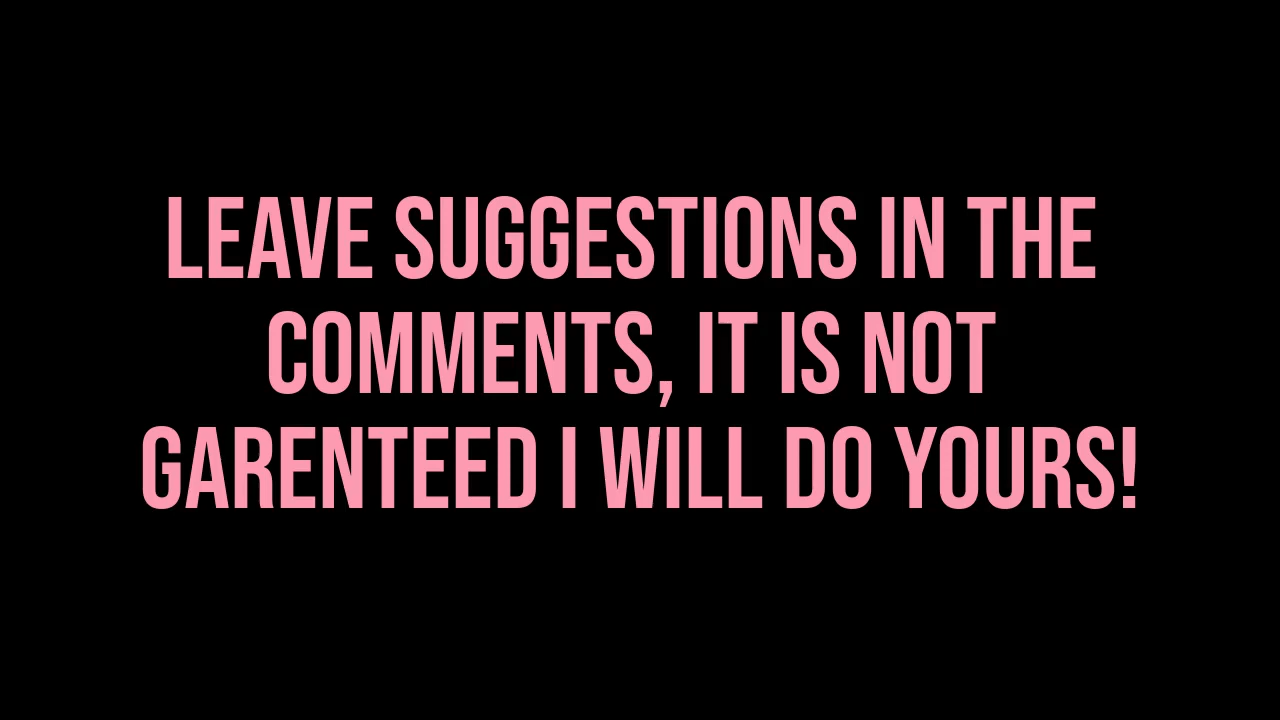 LEAVE SUGGESTIONS IN THE
COMMENTS, IT IS NOT
GARENTEED I WILL DO YOURS!